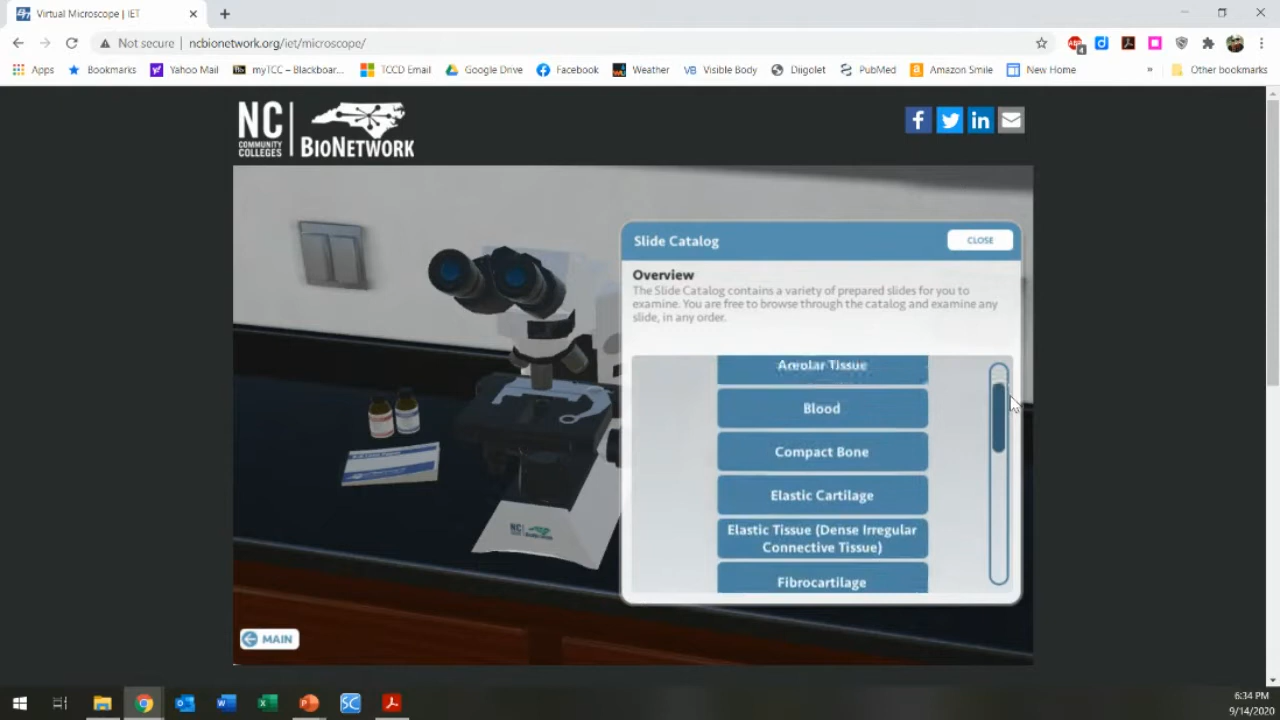 Virtual Microscope | IET
Not secure | ncbionetwork.org/iet/microscope/
4
Apps Bookmarks Yahoo Mail myTCC – Blackboar... TCCD Email Google Drive Facebook Weather VB Visible Body Diigolet PubMed Amazon Smile New Home » Other bookmarks
NC
COMMUNITY
COLLEGES
BIONETWORK
Slide Catalog
CLOSE
Overview
The Slide Catalog contains a variety of prepared slides for you to
examine. You are free to browse through the catalog and examine any
slide, in any order.
Areolar Tissue
Blood
Compact Bone
Elastic Cartilage
Elastic Tissue (Dense Irregular
Connective Tissue)
Fibrocartilage
NC
MAIN
6:34 PM
9/14/2020